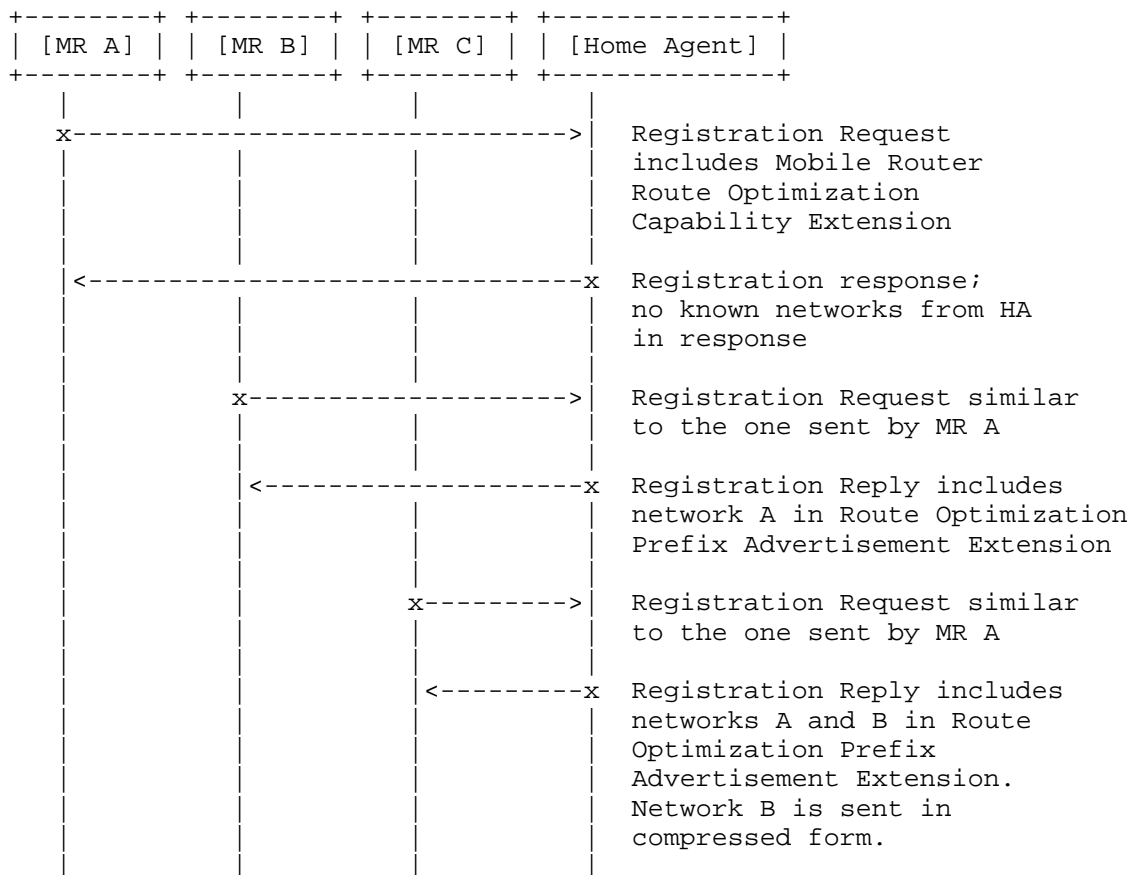 [MR A] [MR B] [MR C] [Home Agent]
Registration Request
includes Mobile Router
Route Optimization
Capability Extension
Registration response;
no known networks from HA
in response
Registration Request similar
to the one sent by MR A
Registration Reply includes
network A in Route Optimization
Prefix Advertisement Extension
Registration Request similar
to the one sent by MR A
Registration Reply includes
networks A and B in Route
Optimization Prefix
Advertisement Extension.
Network B is sent in
compressed form.